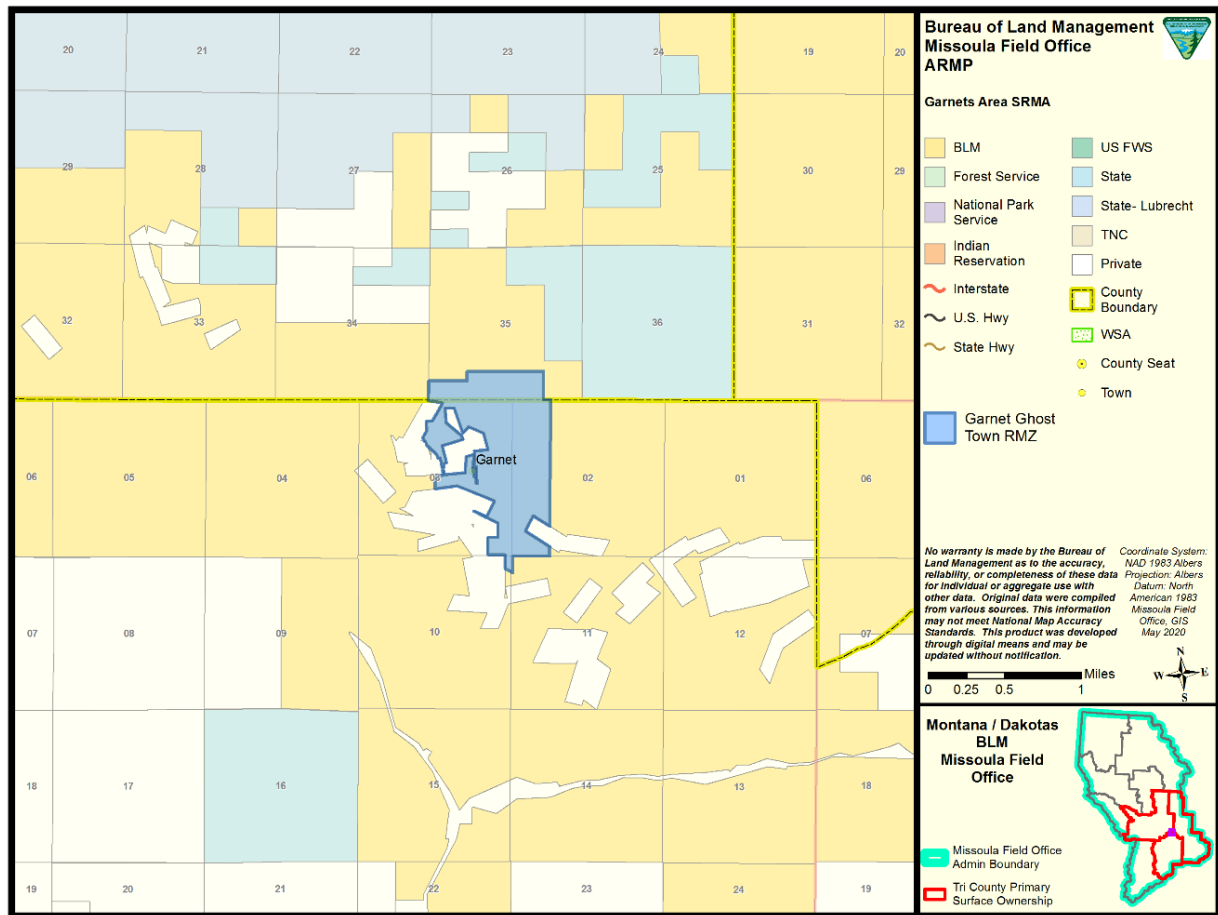 20 21 22 23 24 19 20
29 28 27 26 25 30 29
32 33 34 35 36 31 32
Garnet
06 05 04 03 02 01 06
07 08 09 10 11 12 07
18 17 16 15 14 13 18
19 20 21 22 23 24 19
Bureau of Land Management
Missoula Field Office
ARMP
Garnets Area SRMA
BLM
Forest Service
National Park
Service
Indian
Reservation
Interstate
U.S. Hwy
State Hwy
US FWS
State
State- Lubrecht
TNC
Private
County
Boundary
WSA
County Seat
Town
Garnet Ghost
Town RMZ
No warranty is made by the Bureau of
Land Management as to the accuracy,
reliability, or completeness of these data
for individual or aggregate use with
other data. Original data were compiled
from various sources. This information
may not meet National Map Accuracy
Standards. This product was developed
through digital means and may be
updated without notification.
Coordinate System:
NAD 1983 Albers
Projection: Albers
Datum: North
American 1983
Missoula Field
Office, GIS
May 2020
Miles
0 0.25 0.5 1
N
W E
S
Montana / Dakotas
BLM
Missoula Field
Office
Missoula Field Office
Admin Boundary
Tri County Primary
Surface Ownership